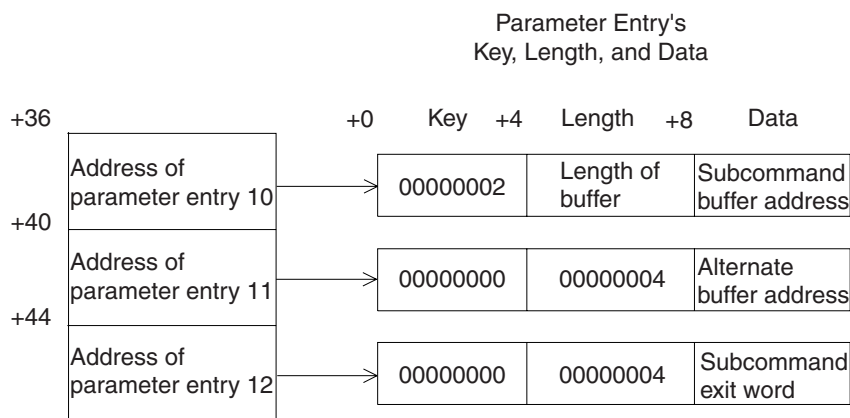 Parameter Entry's
Key, Length, and Data
+36
+0 Key +4 Length +8 Data
Address of
parameter entry 10
00000002
Length of
buffer
Subcommand
buffer address
+40
Address of
parameter entry 11
00000000
00000004
Alternate
buffer address
+44
Address of
parameter entry 12
00000000
00000004
Subcommand
exit word